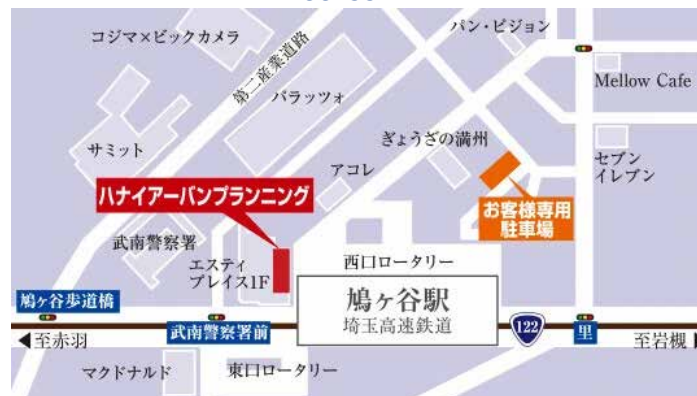 コジマ×ビックカメラ
第二産業道路
パン・ビジョン
Mellow Cafe
パラッツォ
サミット
ぎょうざの満州
アコレ
セブン
イレブン
ハナイアーバンプランニング
お客様専用
駐車場
武南警察署
エスティ
プレイス1F
西口ロータリー
鳩ヶ谷駅
埼玉高速鉄道
鳩ヶ谷歩道橋
武南警察署前
122
里
◀至赤羽
至岩槻
マクドナルド
東口ロータリー